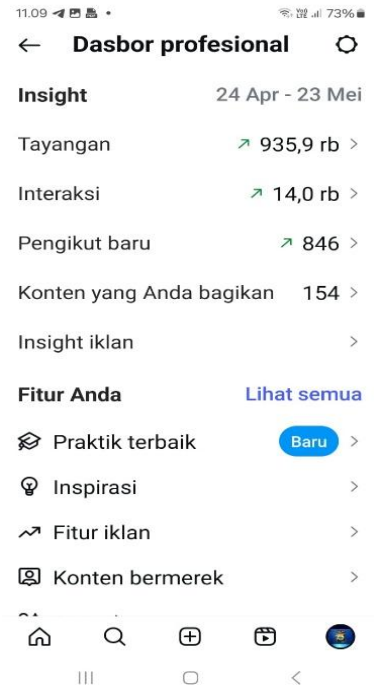 11.09
73%
Dasbor profesional
Insight 24 Apr - 23 Mei
Tayangan 935,9 rb
Interaksi 14,0 rb
Pengikut baru 846
Konten yang Anda bagikan 154
Insight iklan
Fitur Anda Lihat semua
Praktik terbaik Baru
Inspirasi
Fitur iklan
Konten bermerek